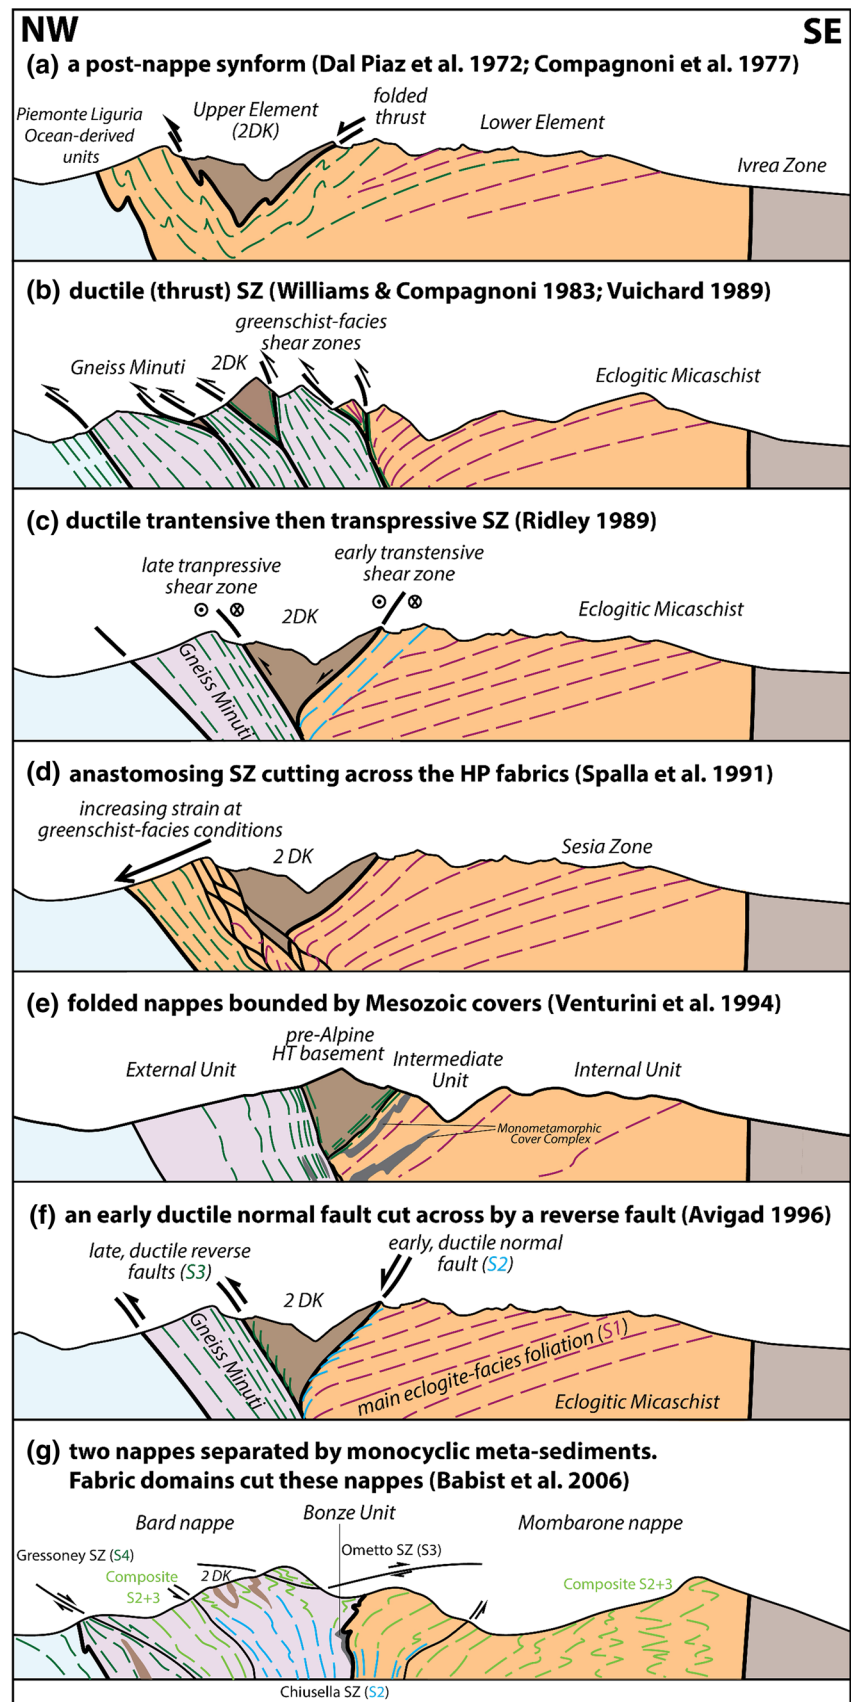 NW
SE
(a) a post-nappe synform (Dal Piaz et al. 1972; Compagnoni et al. 1977)
Piemonte Liguria
Ocean-derived
units
Upper Element
(2DK)
folded
thrust
Lower Element
Ivrea Zone
(b) ductile (thrust) SZ (Williams & Compagnoni 1983; Vuichard 1989)
greenschist-facies
shear zones
Gneiss Minuti
2DK
Eclogitic Micaschist
(c) ductile trantensive then transpressive SZ (Ridley 1989)
late tranpressive
shear zone
early transtensive
shear zone
2DK
Eclogitic Micaschist
Gneiss Minuti
(d) anastomosing SZ cutting across the HP fabrics (Spalla et al. 1991)
increasing strain at
greenschist-facies conditions
2 DK
Sesia Zone
(e) folded nappes bounded by Mesozoic covers (Venturini et al. 1994)
External Unit
pre-Alpine
HT basement
Intermediate
Unit
Internal Unit
Monometamorphic
Cover Complex
(f) an early ductile normal fault cut across by a reverse fault (Avigad 1996)
late, ductile reverse
faults (S3)
early, ductile normal
fault (S2)
2 DK
Gneiss Minuti
main eclogite-facies foliation (S1)
Eclogitic Micaschist
(g) two nappes separated by monocyclic meta-sediments.
Fabric domains cut these nappes (Babist et al. 2006)
Bard nappe
Bonze Unit
Mombarone nappe
Gressoney SZ (S4)
Composite
S2+3
2 DK
Ometto SZ (S3)
Composite S2+3
Chiusella SZ (S2)